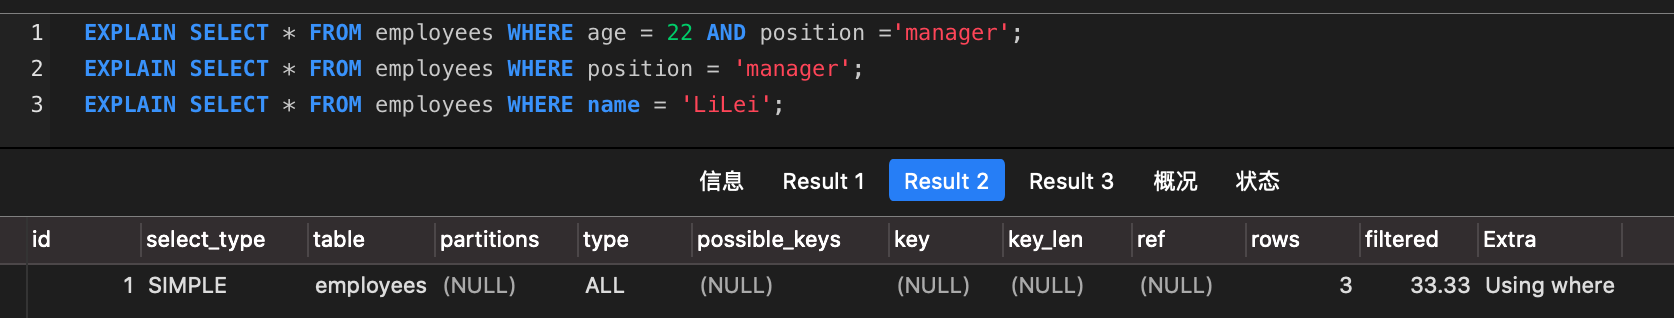 1 EXPLAIN SELECT * FROM employees WHERE age = 22 AND position ='manager';
2 EXPLAIN SELECT * FROM employees WHERE position = 'manager';
3 EXPLAIN SELECT * FROM employees WHERE name = 'LiLei';
信息 Result 1 Result 2 Result 3 概况 状态
id select_type table partitions type possible_keys key key_len ref rows filtered Extra
1 SIMPLE employees (NULL) ALL (NULL) (NULL) (NULL) (NULL) 3 33.33 Using where